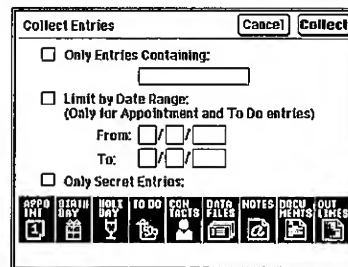 Collect Entries Cancel Collect
Only Entries Containing:
Limit by Date Range:
(Only for Appointment and To Do entries)
From: / /
To: / /
Only Secret Entries:
APPO BIRTH HOLI TO DO CON DATA NOTES DOCU OUT
INT DAY DAY TACTS FILES MENTS LINES
1